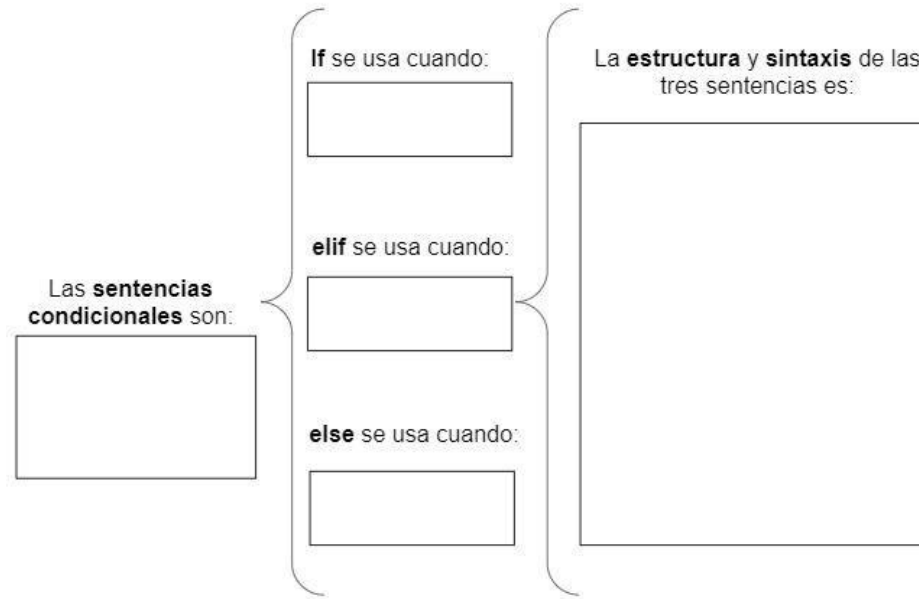 If se usa cuando:
La estructura y sintaxis de las
tres sentencias es:
elif se usa cuando:
Las sentencias
condicionales son:
else se usa cuando: